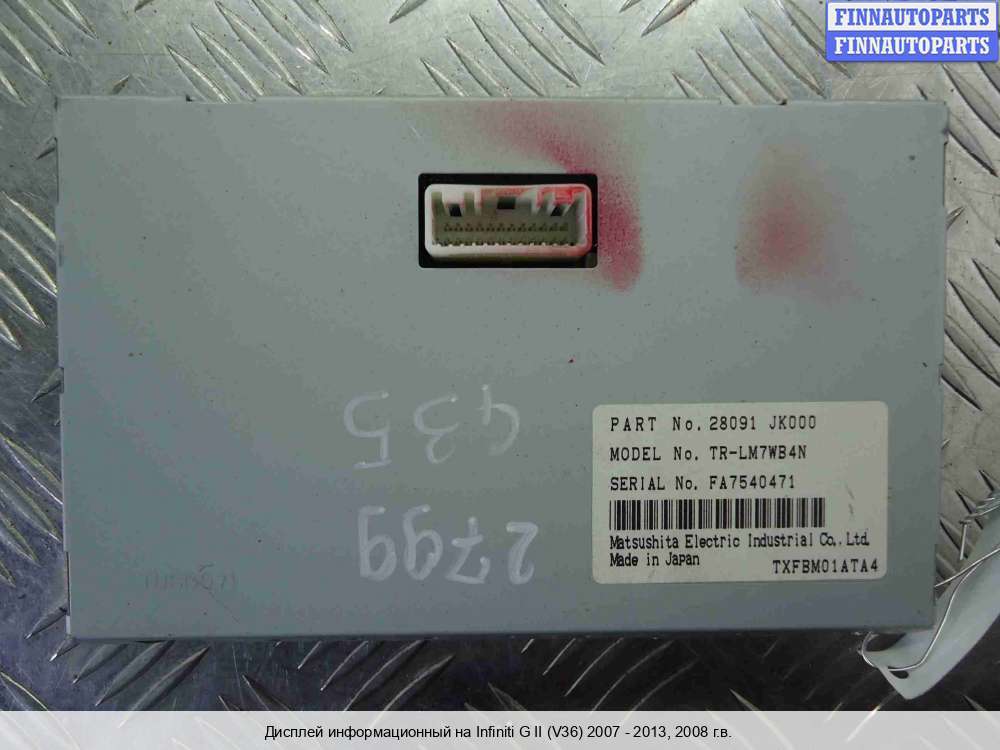 FINNAUTOPARTS
FINNAUTOPARTS
G35
2799
PART No. 28091 JK000
MODEL No. TR-LM7WB4N
SERIAL No. FA7540471
Matsushita Electric Industrial Co., Ltd.
Made in Japan
TXFBM01ATA4
Дисплей информационный на Infiniti G II (V36) 2007 - 2013, 2008 г.в.